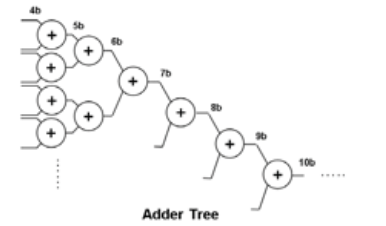 4b
5b
6b
7b
8b
9b
10b
+
+
+
+
+
+
+
+
+
+
Adder Tree